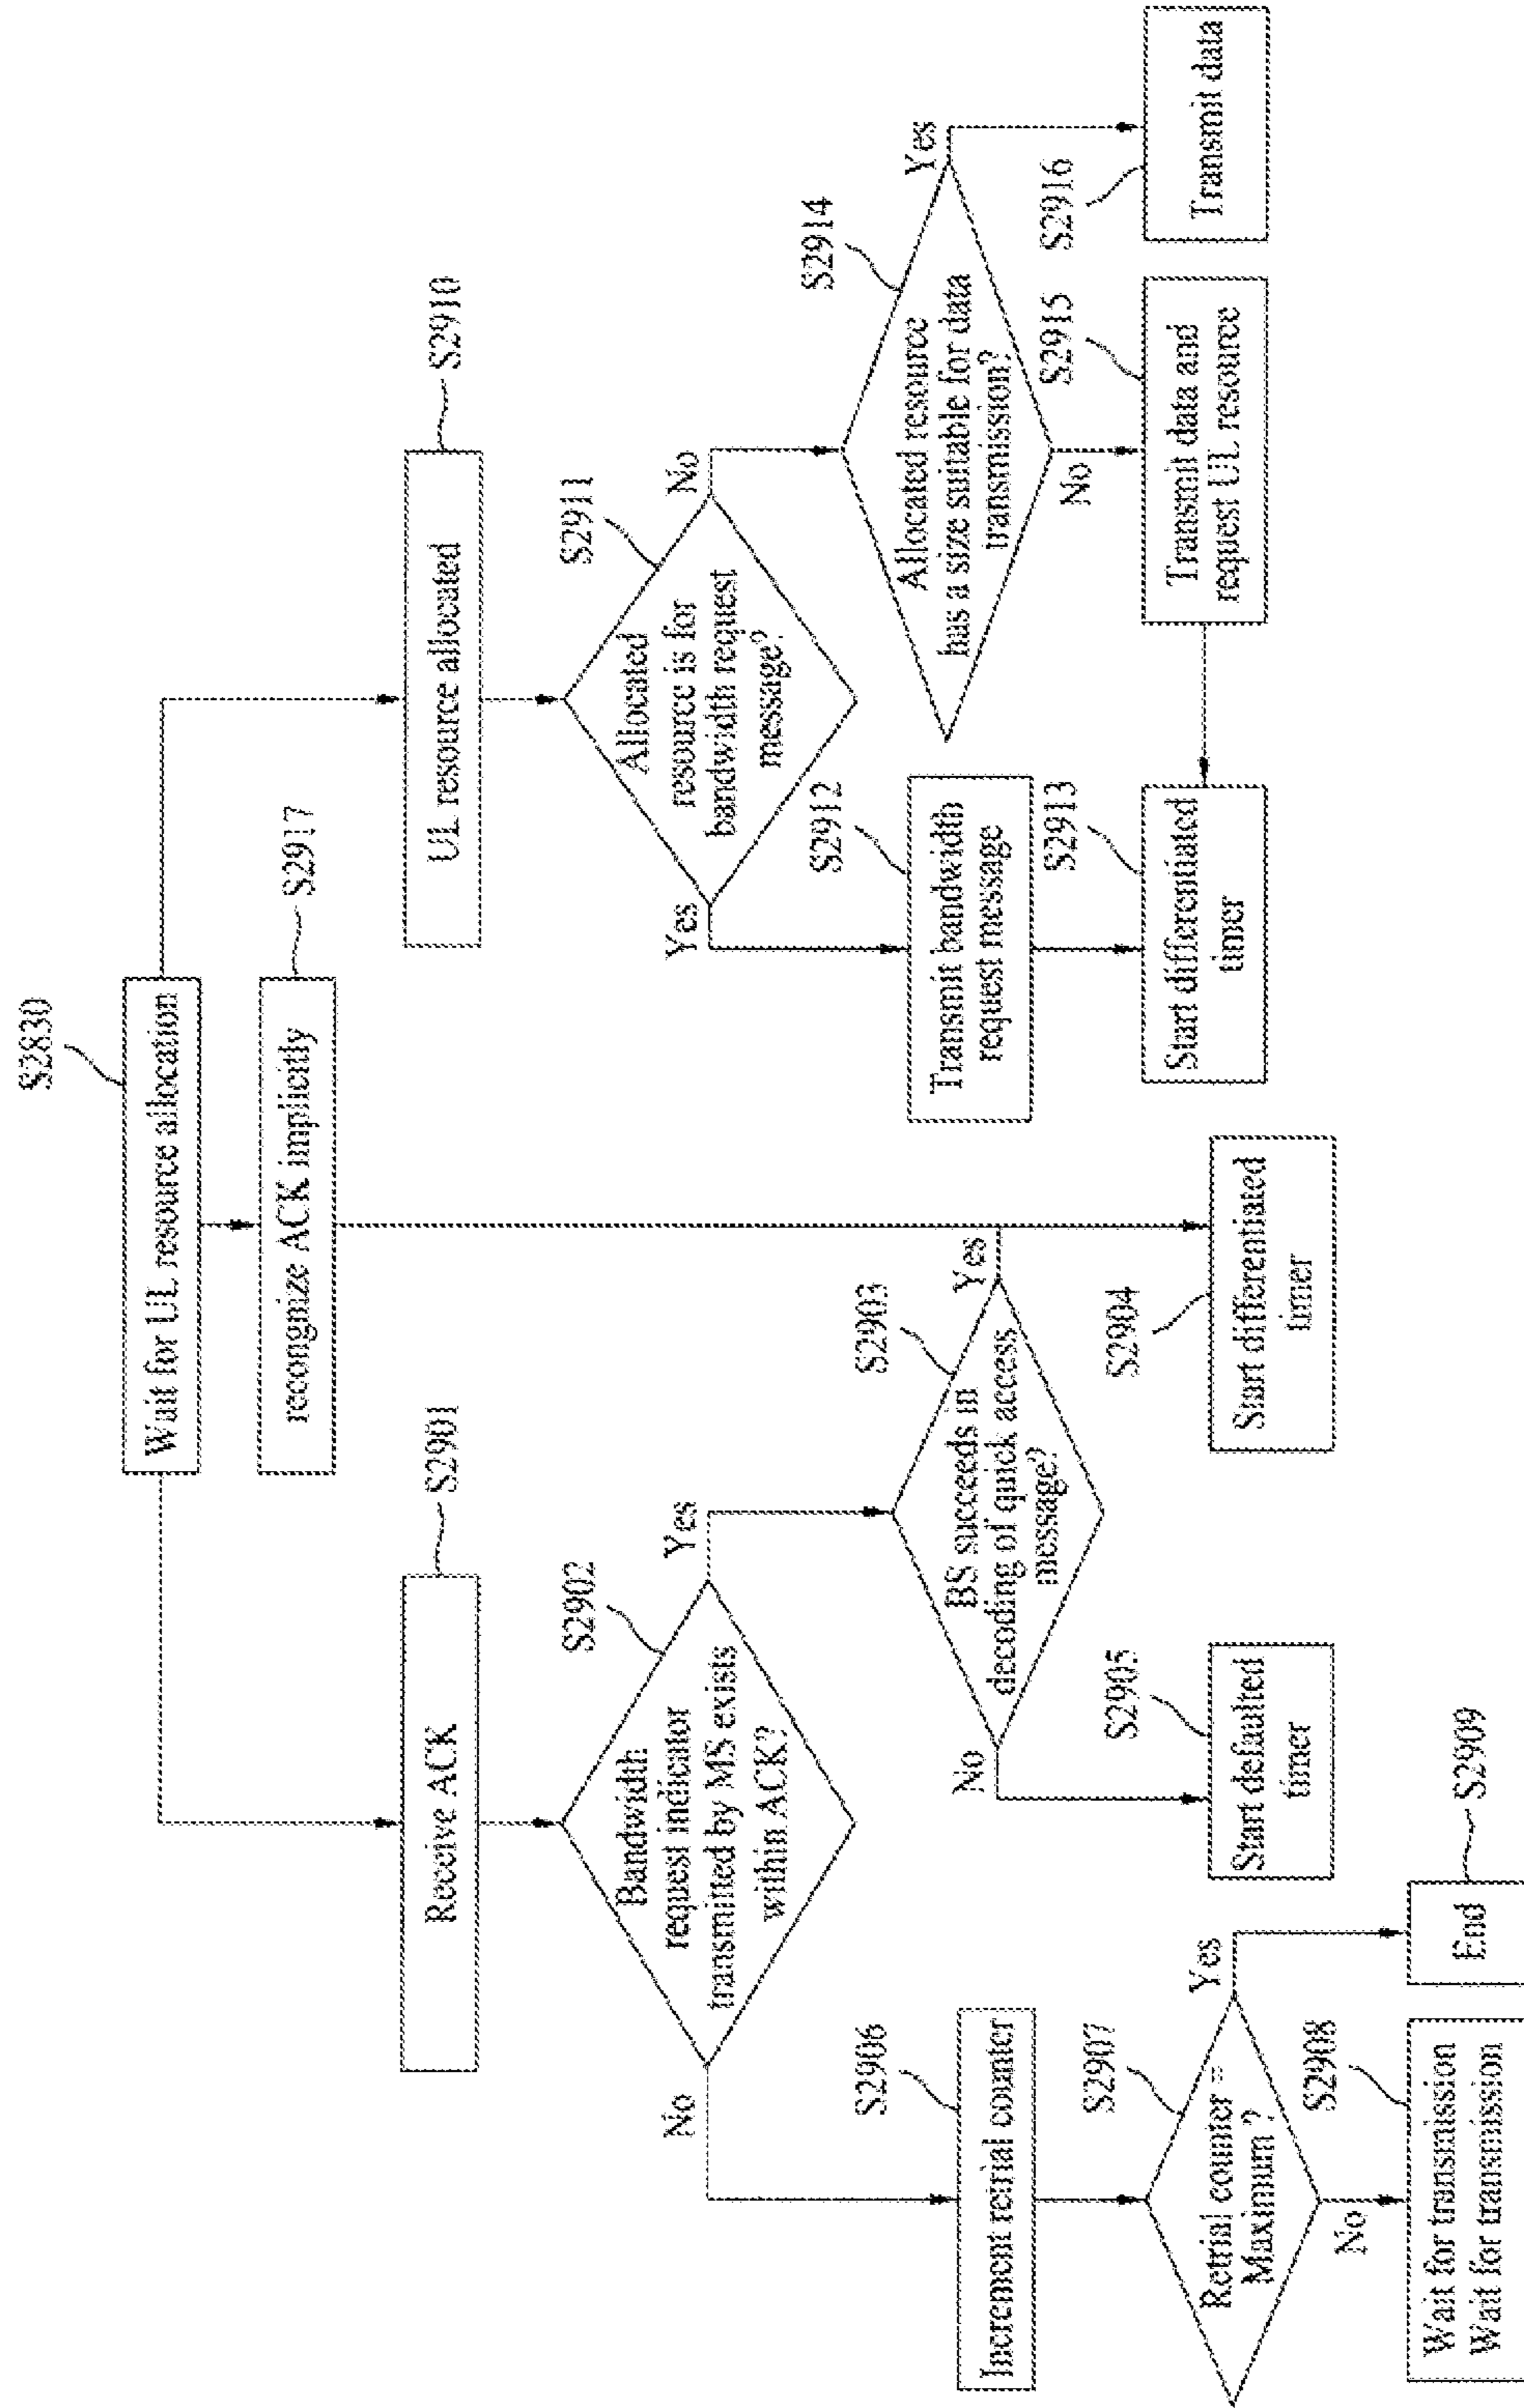 S2830
Wait for UL resource allocation
S2917
recongnize ACK implicitly
S2901
Receive ACK
S2910
UL resource allocated
S2902
Bandwidth
request indicator
transmitted by MS exists
within ACK?
No
Yes
S2911
Allocated
resource is for
bandwidth request
message?
Yes
No
S2906
Increment retrial counter
S2903
BS succeeds in
decoding of quick access
message?
No
Yes
S2912
Transmit bandwidth
request message
S2914
Allocated resource
has a size suitable for data
transmission?
No
Yes
S2907
Retrial counter =
Maximum ?
No
Yes
S2905
Start defaulted
timer
S2904
Start differentiated
timer
S2913
Start differentiated
timer
S2915
Transmit data and
request UL resource
S2916
Transmit data
S2908
Wait for transmission
Wait for transmission
S2909
End